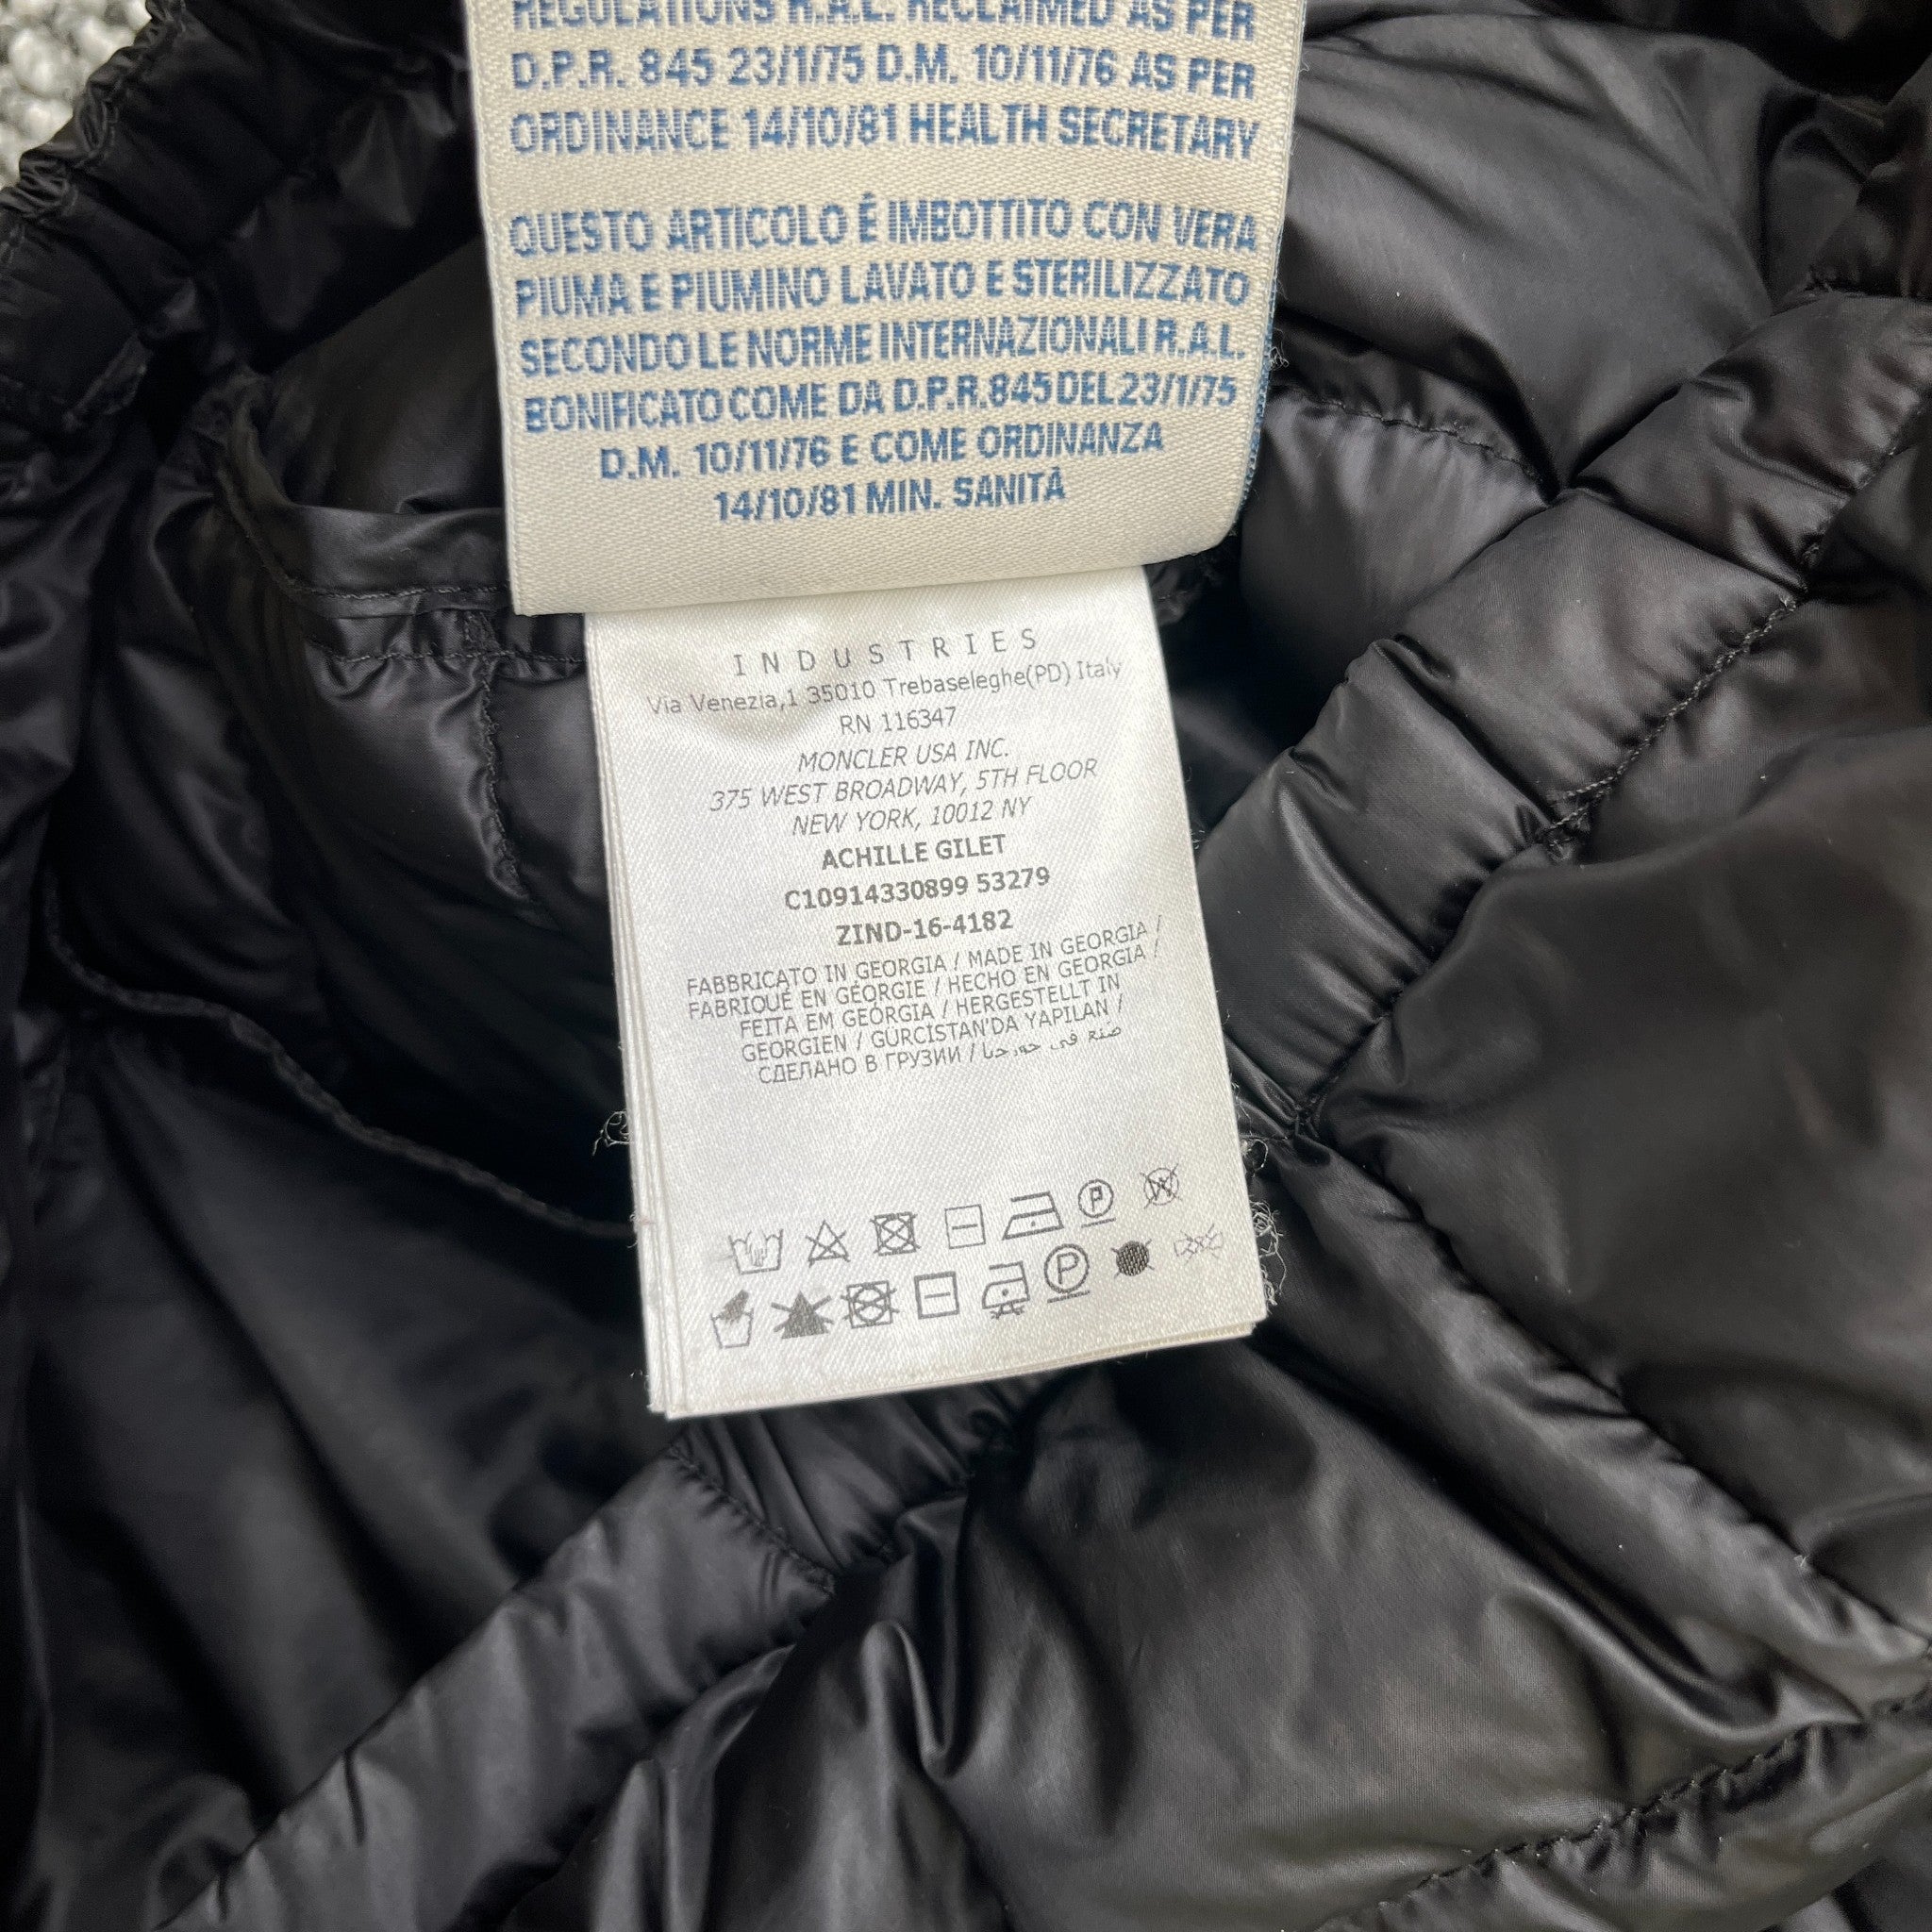 REGULATIONS R.A.L. RECLAIMED AS PER
D.P.R. 845 23/1/75 D.M. 10/11/76 AS PER
ORDINANCE 14/10/81 HEALTH SECRETARY
QUESTO ARTICOLO É IMBOTTITO CON VERA
PIUMA E PIUMINO LAVATO E STERILIZZATO
SECONDO LE NORME INTERNAZIONALI R.A.L.
BONIFICATO COME DA D.P.R. 845 DEL 23/1/75
D.M. 10/11/76 E COME ORDINANZA
14/10/81 MIN. SANITÀ
INDUSTRIES
Via Venezia,1 35010 Trebaseleghe(PD) Italy
RN 116347
MONCLER USA INC.
375 WEST BROADWAY, 5TH FLOOR
NEW YORK, 10012 NY
ACHILLE GILET
C10914330899 53279
ZIND-16-4182
FABBRICATO IN GEORGIA / MADE IN GEORGIA /
FABRIQUÉ EN GÉORGIE / HECHO EN GEORGIA /
FEITA EM GEÓRGIA / HERGESTELLT IN
GEORGIEN / GÜRCİSTAN'DA YAPILAN /
СДЕЛАНО В ГРУЗИИ / صنع في جورجيا
P W
P